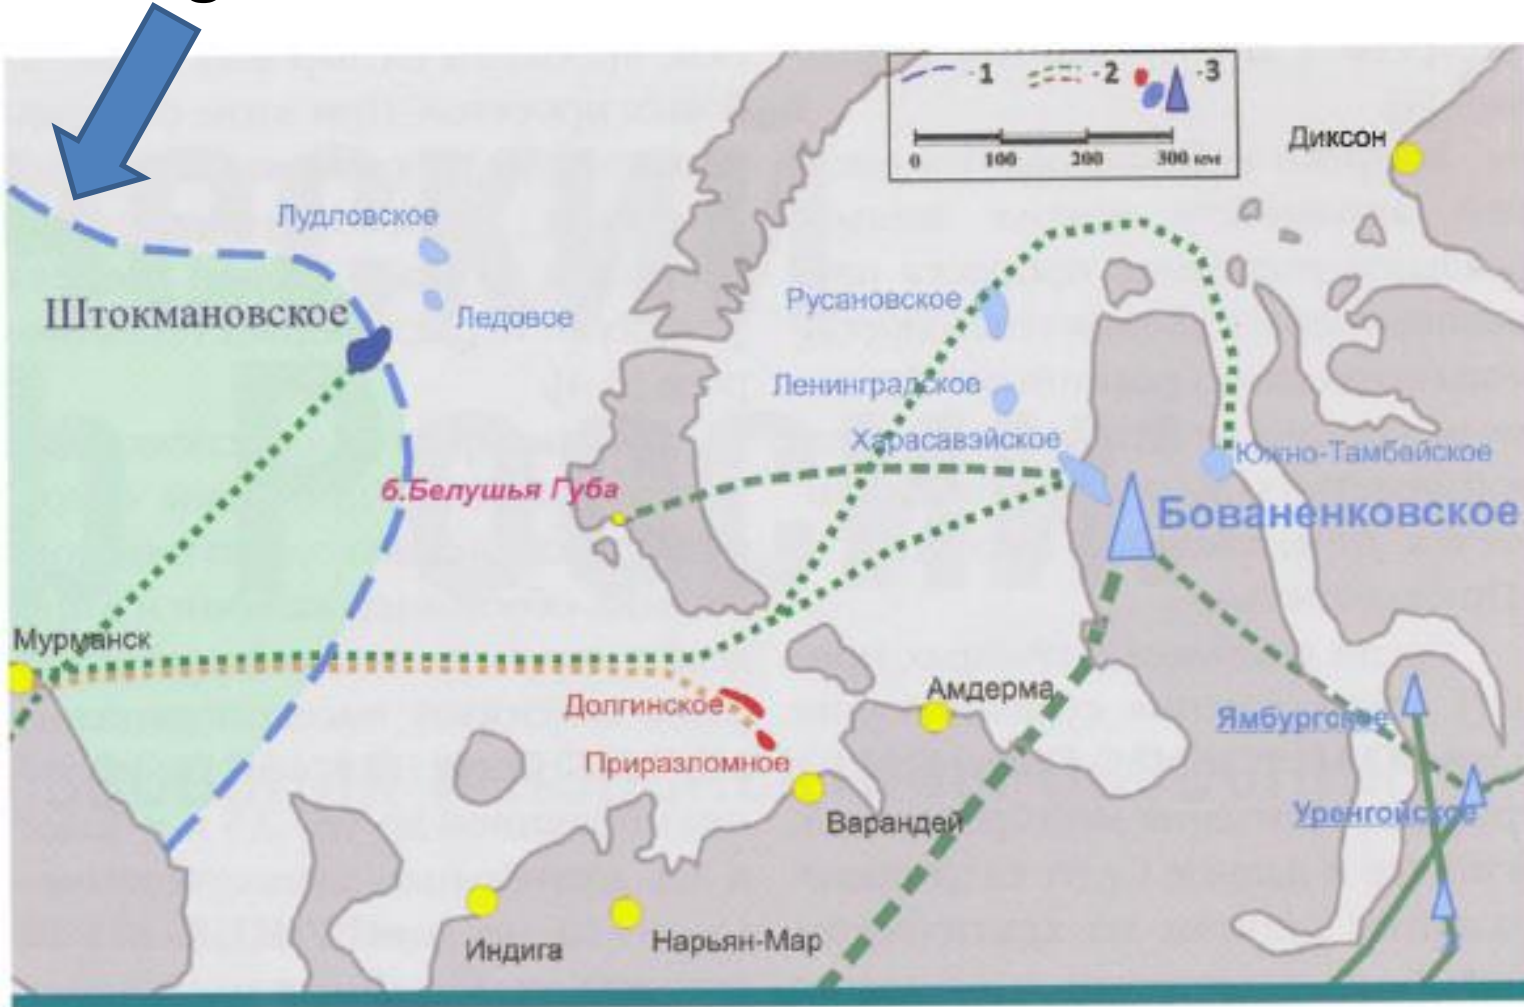 - 1
- 2
- 3
0 100 200 300 км
Диксон
Лудловское
Штокмановское
Ледовое
Русановское
Ленинградское
Харасавэйское
Южно-Тамбейское
б.Белушья Губа
Бованенковское
Мурманск
Долгинское
Амдерма
Ямбургское
Приразломное
Варандей
Уренгойское
Индига
Нарьян-Мар